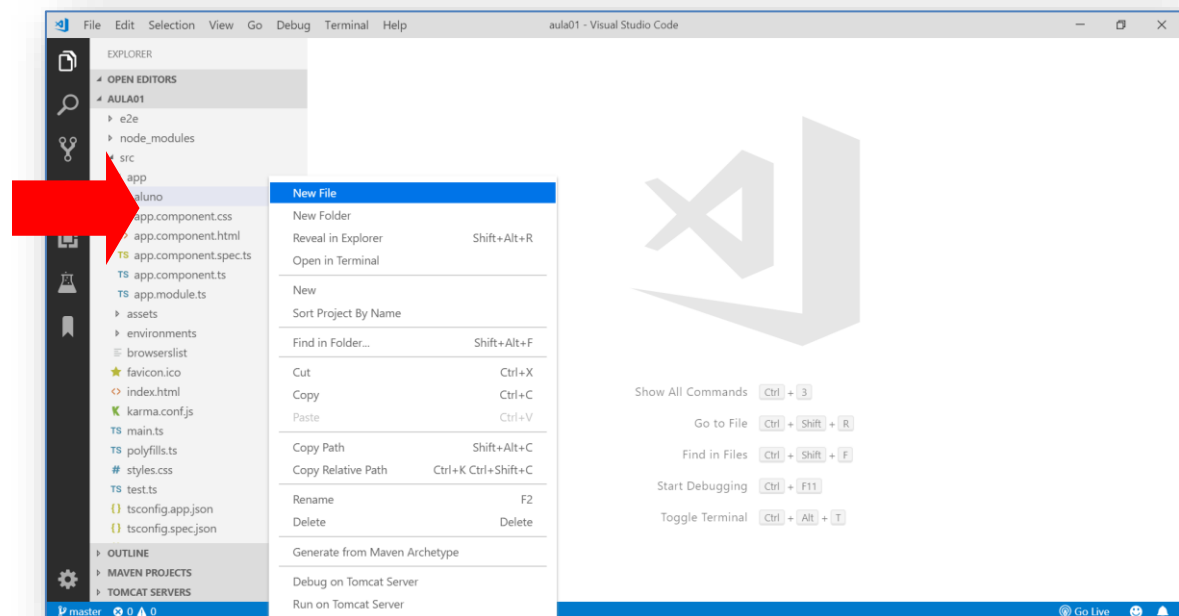 File Edit Selection View Go Debug Terminal Help
aula01 - Visual Studio Code
EXPLORER
OPEN EDITORS
AULA01
e2e
node_modules
src
app
aluno
app.component.css
app.component.html
TS app.component.spec.ts
TS app.component.ts
TS app.module.ts
assets
environments
browserslist
favicon.ico
<> index.html
karma.conf.js
TS main.ts
TS polyfills.ts
# styles.css
TS test.ts
{} tsconfig.app.json
{} tsconfig.spec.json
OUTLINE
MAVEN PROJECTS
TOMCAT SERVERS
New File
New Folder
Reveal in Explorer Shift+Alt+R
Open in Terminal
New
Sort Project By Name
Find in Folder... Shift+Alt+F
Cut Ctrl+X
Copy Ctrl+C
Paste Ctrl+V
Copy Path Shift+Alt+C
Copy Relative Path Ctrl+K Ctrl+Shift+C
Rename F2
Delete Delete
Generate from Maven Archetype
Debug on Tomcat Server
Run on Tomcat Server
Show All Commands Ctrl + 3
Go to File Ctrl + Shift + R
Find in Files Ctrl + Shift + F
Start Debugging Ctrl + F11
Toggle Terminal Ctrl + Alt + T
master 0 0
Go Live